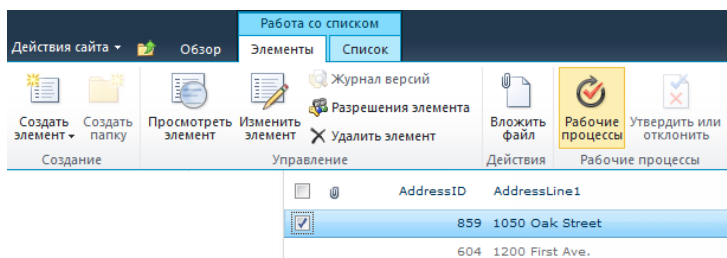 Работа со списком
Действия сайта Обзор Элементы Список
Создать элемент
Создать папку
Просмотреть элемент
Изменить элемент
Журнал версий
Разрешения элемента
Удалить элемент
Вложить файл
Рабочие процессы
Утвердить или отклонить
Создание Управление Действия Рабочие процессы
AddressID AddressLine1
859 1050 Oak Street
604 1200 First Ave.